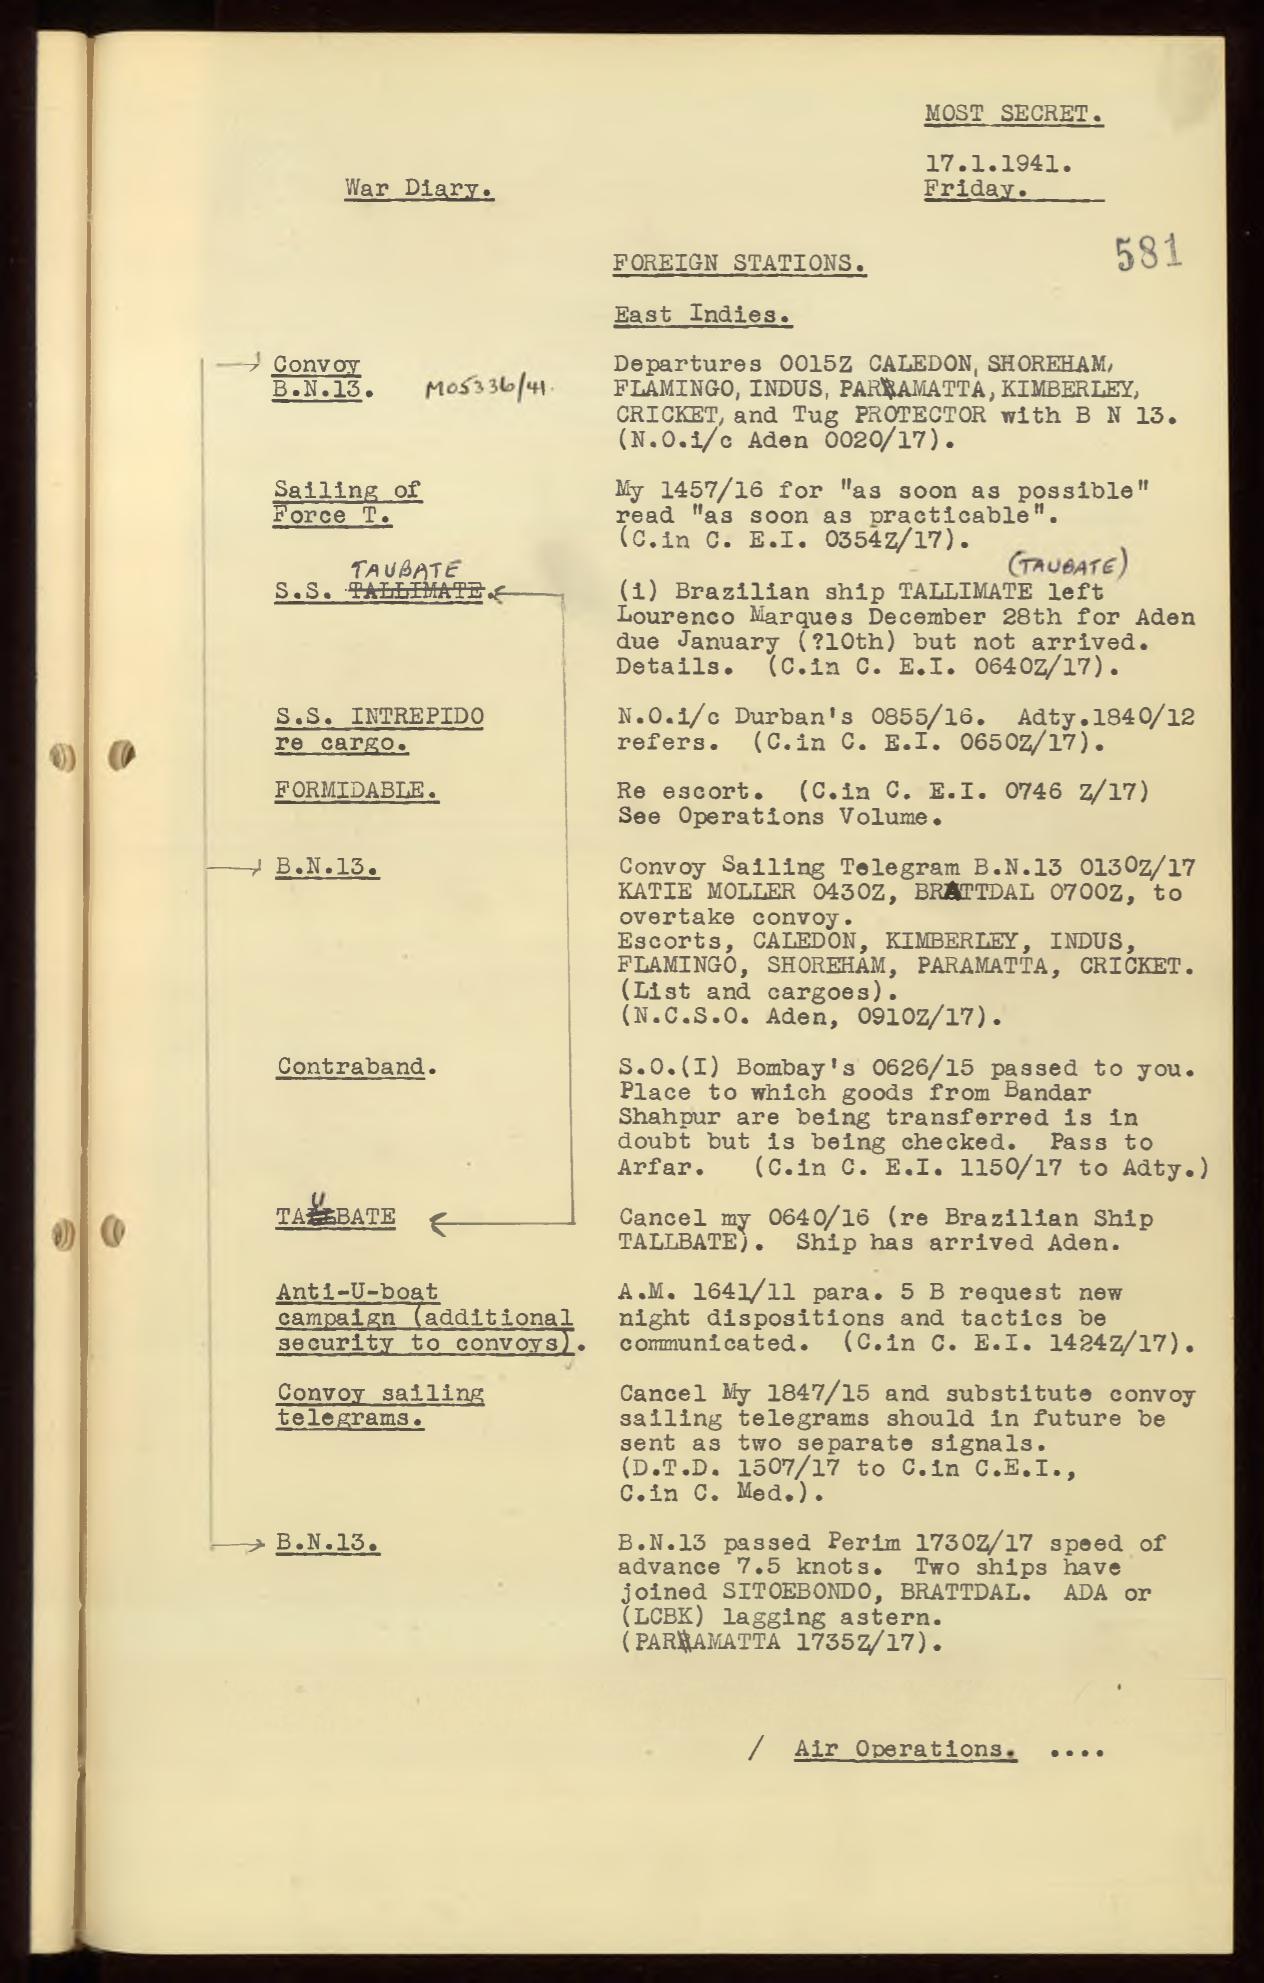 MOST SECRET.
17.1.1941.
War Diary.
Friday.
581
FOREIGN STATIONS.
East Indies.
Convoy
B.N.13. M05336/41.
Departures 0015Z CALEDON, SHOREHAM,
FLAMINGO, INDUS, PARAMATTA, KIMBERLEY,
CRICKET, and Tug PROTECTOR with B N 13.
(N.O.i/c Aden 0020/17).
Sailing of
Force T.
My 1457/16 for "as soon as possible"
read "as soon as practicable".
(C.in C. E.I. 0354Z/17).
TAUBATE
S.S. TALLIMATE.
(TAUBATE)
(i) Brazilian ship TALLIMATE left
Lourenco Marques December 28th for Aden
due January (?10th) but not arrived.
Details. (C.in C. E.I. 0640Z/17).
S.S. INTREPIDO
re cargo.
N.O.i/c Durban's 0855/16. Adty.1840/12
refers. (C.in C. E.I. 0650Z/17).
FORMIDABLE.
Re escort. (C.in C. E.I. 0746 Z/17)
See Operations Volume.
B.N.13.
Convoy Sailing Telegram B.N.13 0130Z/17
KATIE MOLLER 0430Z, BRATTDAL 0700Z, to
overtake convoy.
Escorts, CALEDON, KIMBERLEY, INDUS,
FLAMINGO, SHOREHAM, PARAMATTA, CRICKET.
(List and cargoes).
(N.C.S.O. Aden, 0910Z/17).
Contraband.
S.O.(I) Bombay's 0626/15 passed to you.
Place to which goods from Bandar
Shahpur are being transferred is in
doubt but is being checked. Pass to
Arfar. (C.in C. E.I. 1150/17 to Adty.)
TAUBATE
Cancel my 0640/16 (re Brazilian Ship
TALLBATE). Ship has arrived Aden.
Anti-U-boat
campaign (additional
security to convoys).
A.M. 1641/11 para. 5 B request new
night dispositions and tactics be
communicated. (C.in C. E.I. 1424Z/17).
Convoy sailing
telegrams.
Cancel My 1847/15 and substitute convoy
sailing telegrams should in future be
sent as two separate signals.
(D.T.D. 1507/17 to C.in C.E.I.,
C.in C. Med.).
B.N.13.
B.N.13 passed Perim 1730Z/17 speed of
advance 7.5 knots. Two ships have
joined SITOEBONDO, BRATTDAL. ADA or
(LCBK) lagging astern.
(PARAMATTA 1735Z/17).
/ Air Operations. ....